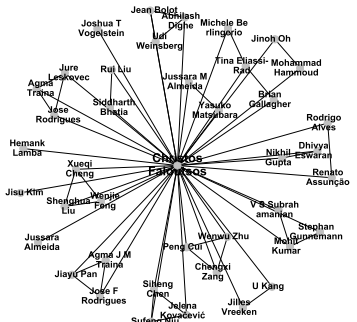 Jean Bolot
Joshua T
Vogelstein
Abhilash
Dighe
Michele Be
rlingorio
Udi
Weinsberg
Jinoh Oh
Tina Eliassi-
Rad
Jure
Leskovec
Rui Liu
Mohammad
Hammoud
Jussara M
Almeida
Agma
Traina
Brian
Gallagher
Jose
Rodrigues
Siddharth
Bhatia
Yasuko
Matsubara
Rodrigo
Alves
Hemank
Lamba
Dhivya
Eswaran
Nikhil
Gupta
Christos
Faloutsos
Renato
Assunção
Xueqi
Cheng
Jisu Kim
Wenjie
Feng
Shenghua
Liu
V S Subrah
amanian
Stephan
Gunnemann
Jussara
Almeida
Wenwu Zhu
Peng Cui
Mohit
Kumar
Agma J M
Traina
Chengxi
Zang
Jiayu Pan
Siheng
Chen
U Kang
Jose F
Rodrigues
Jilles
Vreeken
Jelena
Kovačević
Sufeng Niu